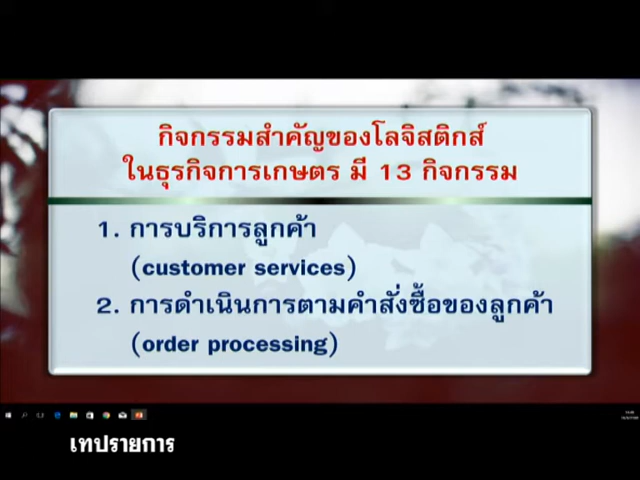 กิจกรรมสำคัญของโลจิสติกส์
ในธุรกิจการเกษตร มี 13 กิจกรรม
1. การบริการลูกค้า
(customer services)
2. การดำเนินการตามคำสั่งซื้อของลูกค้า
(order processing)
เทปรายการ